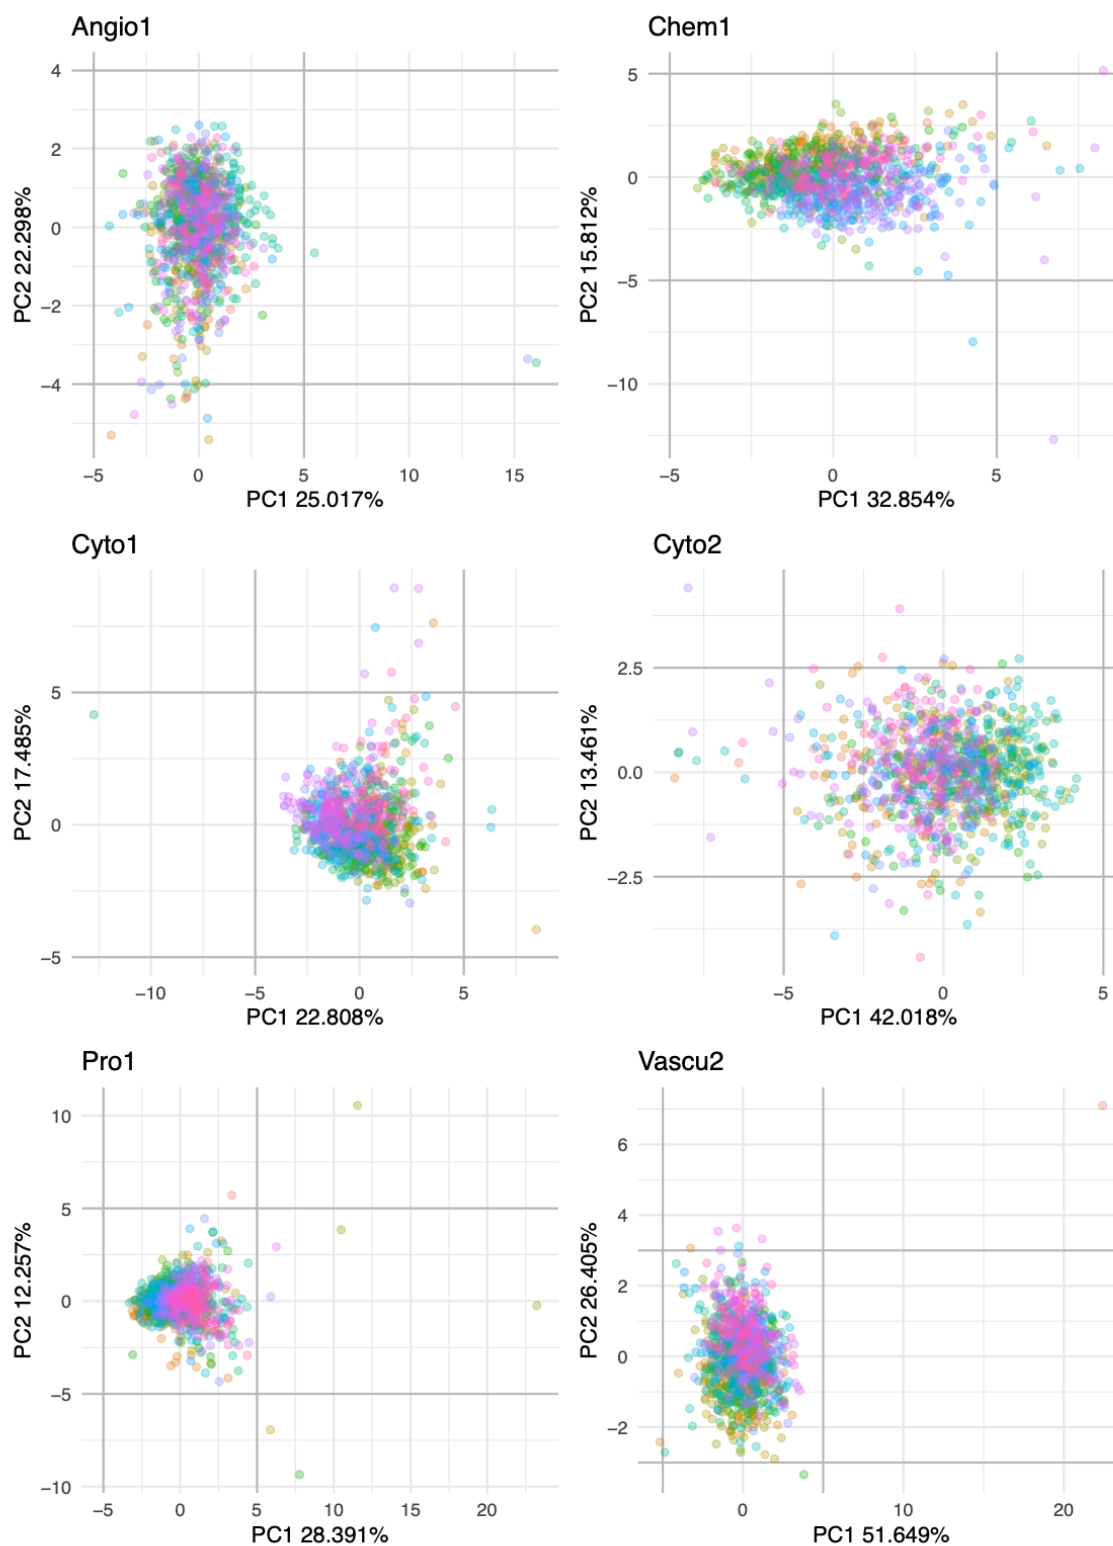 Angio1
4
2
0
−2
−4
PC2 22.298%
−5 0 5 10 15
PC1 25.017%
Chem1
5
0
−5
−10
PC2 15.812%
−5 0 5
PC1 32.854%
Cyto1
5
0
−5
PC2 17.485%
−10 −5 0 5
PC1 22.808%
Cyto2
2.5
0.0
−2.5
PC2 13.461%
−5 0 5
PC1 42.018%
Pro1
10
5
0
−5
−10
PC2 12.257%
−5 0 5 10 15 20
PC1 28.391%
Vascu2
6
4
2
0
−2
PC2 26.405%
0 10 20
PC1 51.649%